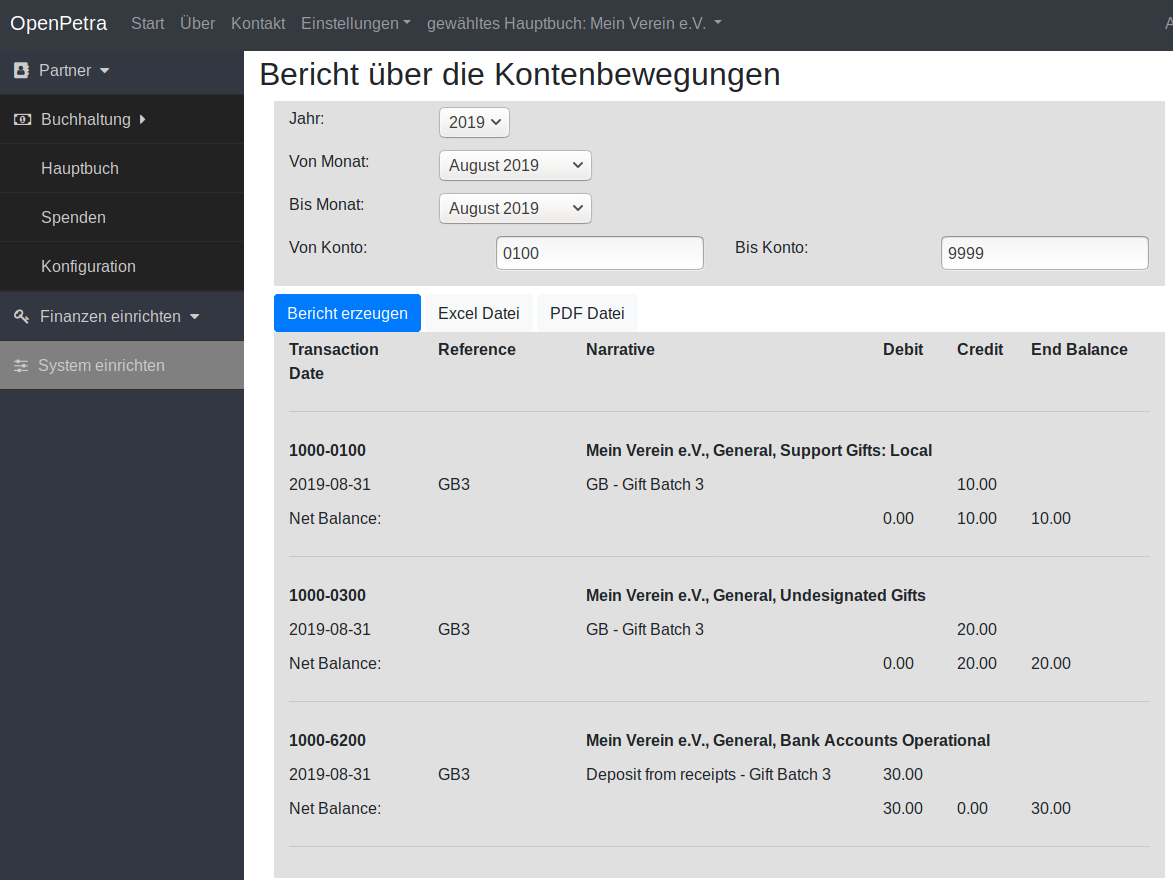 OpenPetra Start Über Kontakt Einstellungen gewähltes Hauptbuch: Mein Verein e.V. A
Partner
Buchhaltung
Hauptbuch
Spenden
Konfiguration
Finanzen einrichten
System einrichten
Bericht über die Kontenbewegungen
Jahr: 2019
Von Monat: August 2019
Bis Monat: August 2019
Von Konto: 0100 Bis Konto: 9999
Bericht erzeugen Excel Datei PDF Datei
Transaction Date Reference Narrative Debit Credit End Balance
1000-0100 Mein Verein e.V., General, Support Gifts: Local
2019-08-31 GB3 GB - Gift Batch 3 10.00
Net Balance: 0.00 10.00 10.00
1000-0300 Mein Verein e.V., General, Undesignated Gifts
2019-08-31 GB3 GB - Gift Batch 3 20.00
Net Balance: 0.00 20.00 20.00
1000-6200 Mein Verein e.V., General, Bank Accounts Operational
2019-08-31 GB3 Deposit from receipts - Gift Batch 3 30.00
Net Balance: 30.00 0.00 30.00